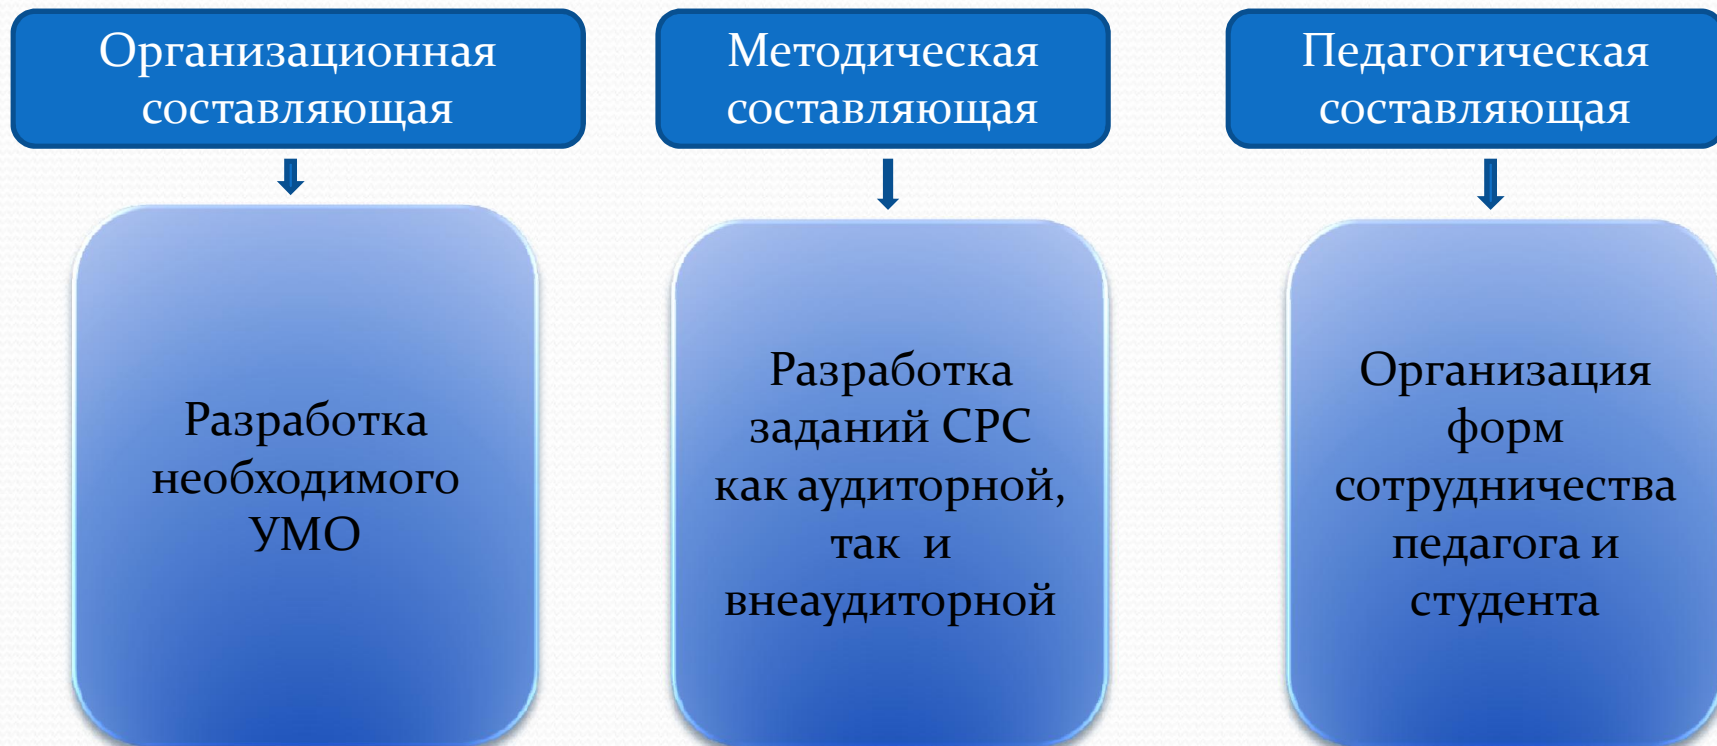 Организационная
составляющая
Методическая
составляющая
Педагогическая
составляющая
Разработка
необходимого
УМО
Разработка
заданий СРС
как аудиторной,
так и
внеаудиторной
Организация
форм
сотрудничества
педагога и
студента